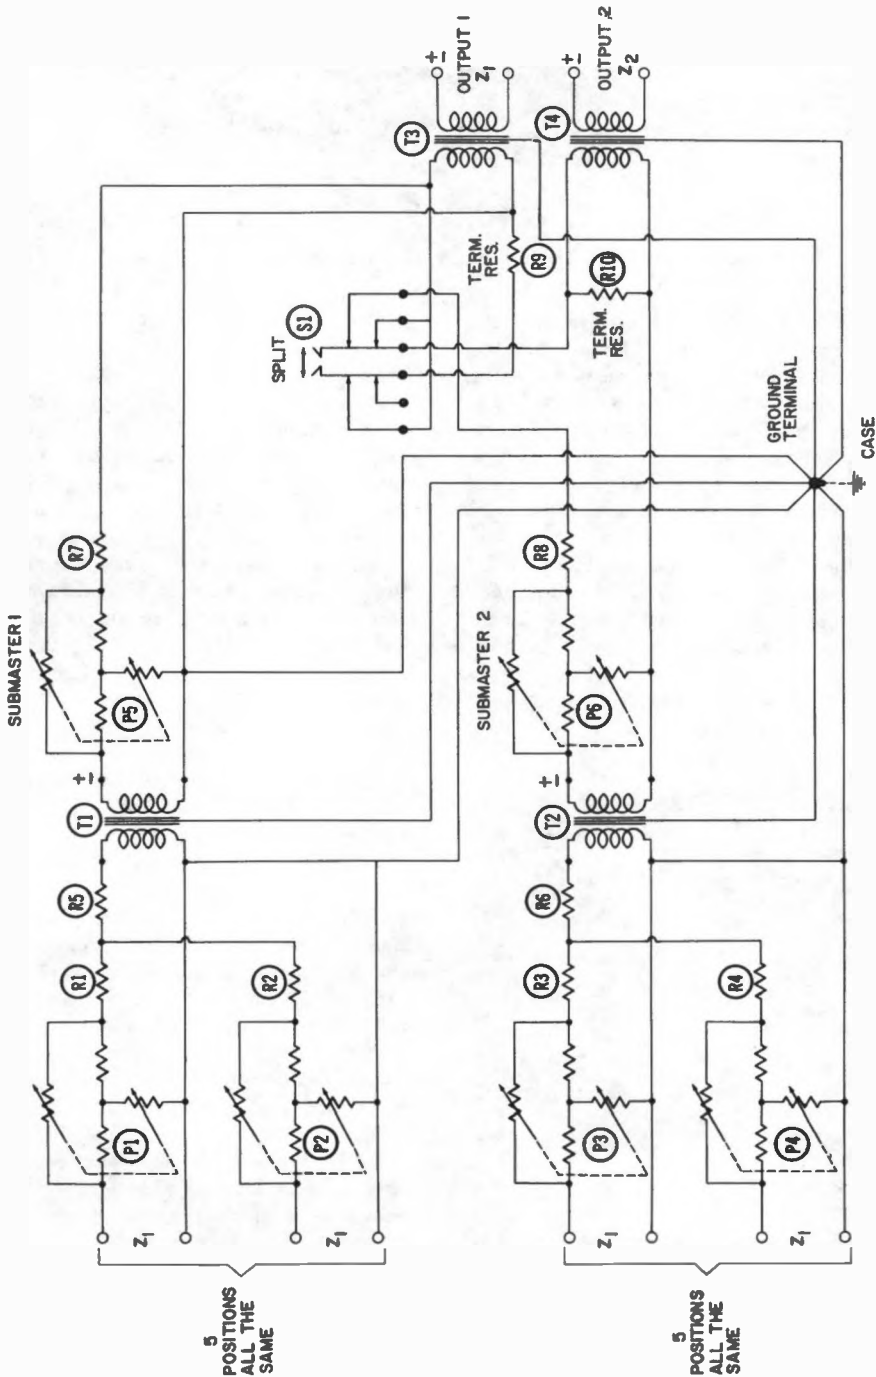 SUBMASTER 1
P1
R1
R5
T1
±
P5
R7
Z1
P2
R2
Z1
5
POSITIONS
ALL THE
SAME
SPLIT
S1
TERM.
RES.
R9
T3
±
OUTPUT 1
Z1
SUBMASTER 2
P3
R3
R6
T2
±
P6
R8
Z1
P4
R4
Z1
5
POSITIONS
ALL THE
SAME
R10
TERM.
RES.
T4
±
OUTPUT 2
Z2
GROUND
TERMINAL
CASE